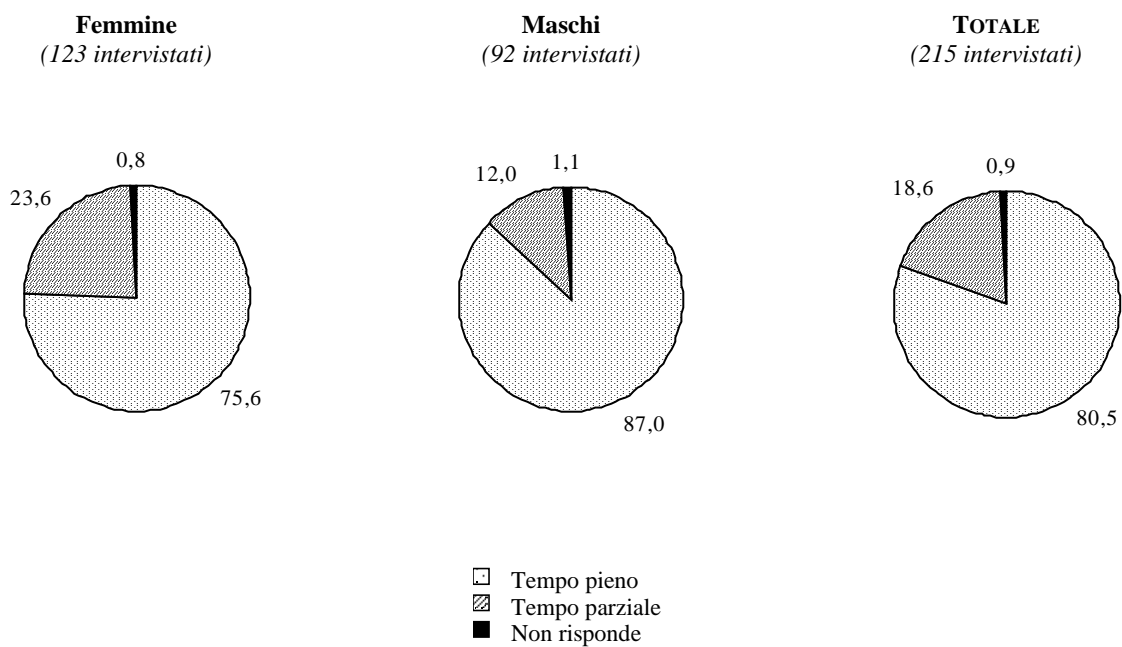 Femmine
(123 intervistati)
Maschi
(92 intervistati)
TOTALE
(215 intervistati)
0,8
23,6
75,6
12,0
1,1
87,0
18,6
0,9
80,5
Tempo pieno
Tempo parziale
Non risponde